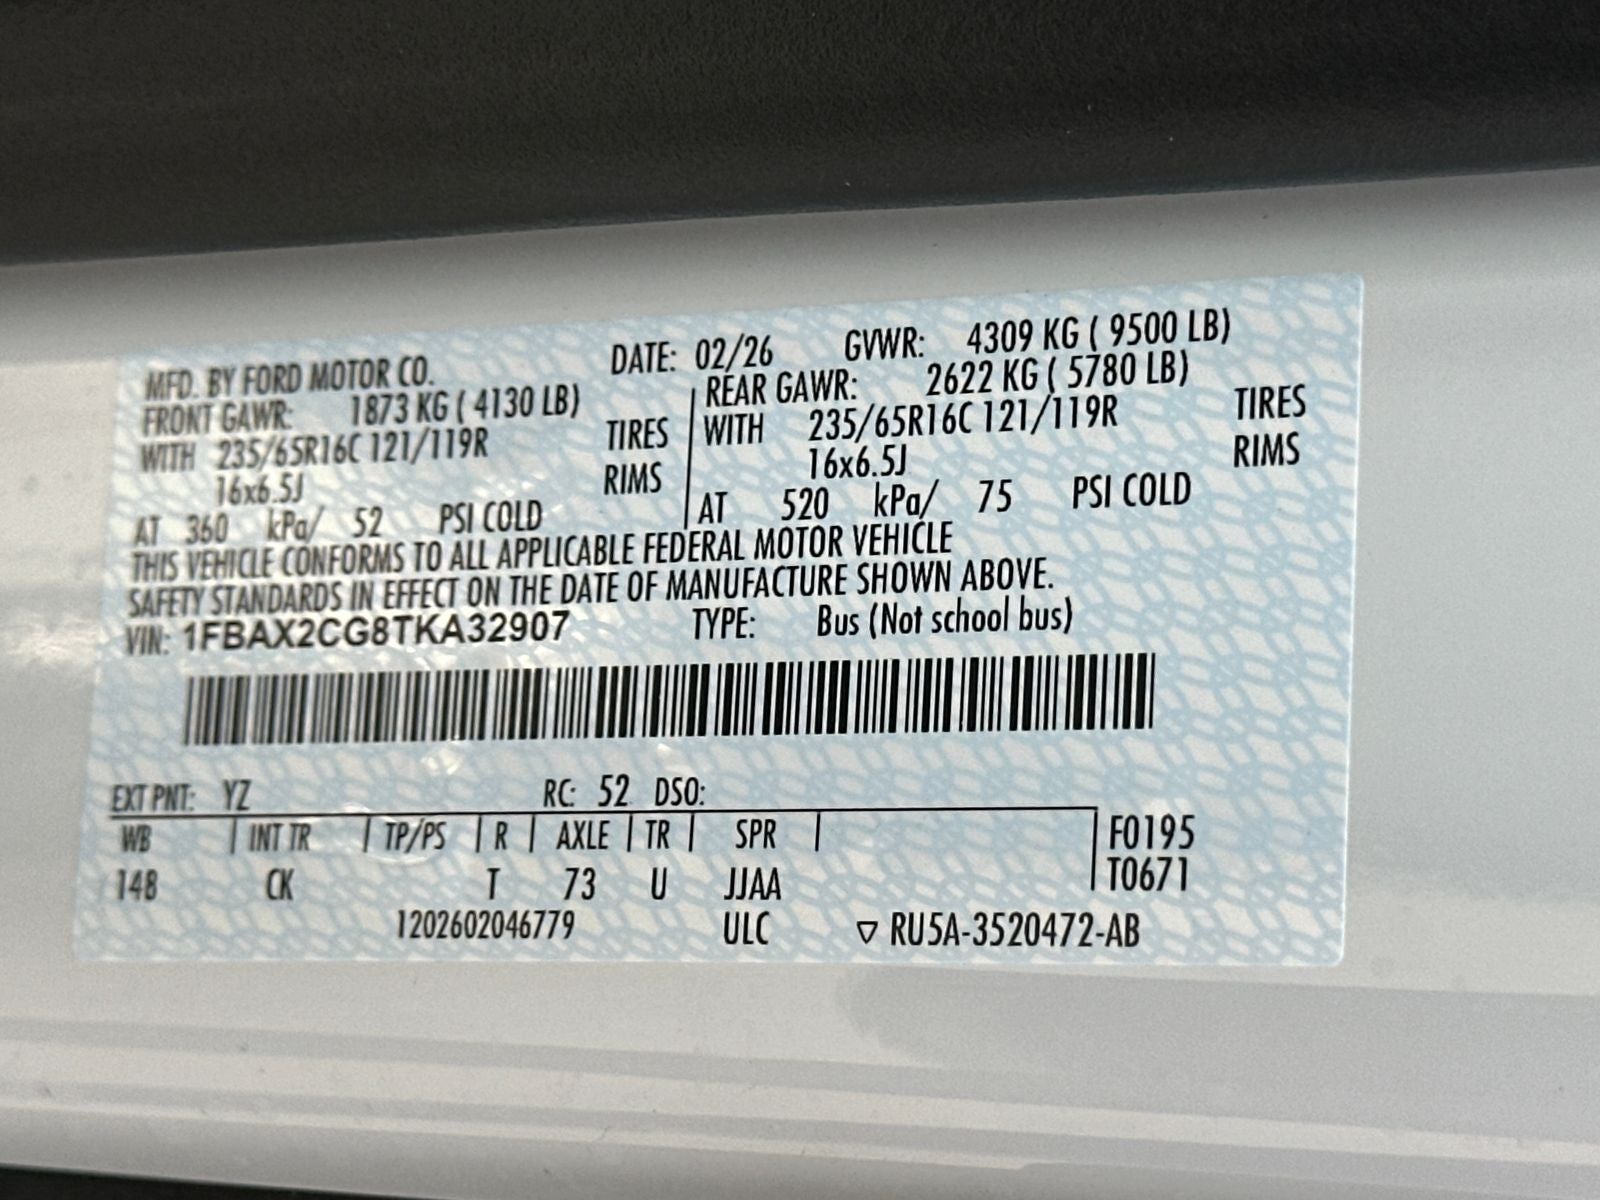 MFD. BY FORD MOTOR CO. DATE: 02/26 GVWR: 4309 KG ( 9500 LB)
FRONT GAWR: 1873 KG ( 4130 LB) REAR GAWR: 2622 KG ( 5780 LB)
WITH 235/65R16C 121/119R TIRES WITH 235/65R16C 121/119R TIRES
16x6.5J RIMS 16x6.5J RIMS
AT 360 kPa/ 52 PSI COLD AT 520 kPa/ 75 PSI COLD
THIS VEHICLE CONFORMS TO ALL APPLICABLE FEDERAL MOTOR VEHICLE
SAFETY STANDARDS IN EFFECT ON THE DATE OF MANUFACTURE SHOWN ABOVE.
VIN: 1FBAX2CG8TKA32907 TYPE: Bus (Not school bus)
EXT PNT: YZ RC: 52 DSO:
WB INT TR TP/PS R AXLE TR SPR F0195
148 CK T 73 U JJAA T0671
1202602046779 ULC ▽ RU5A-3520472-AB